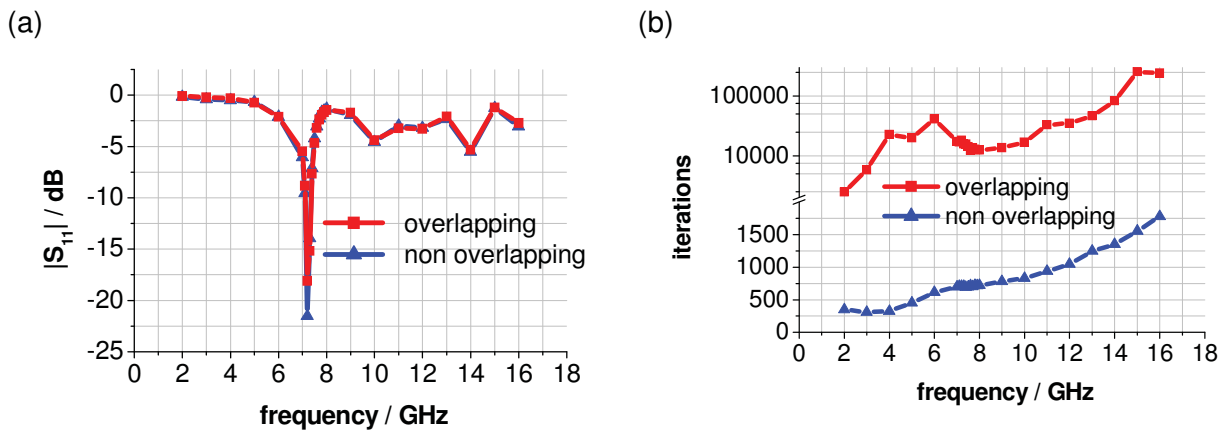 (a)
0
-5
-10
-15
-20
-25
|S11| / dB
overlapping
non overlapping
0 2 4 6 8 10 12 14 16 18
frequency / GHz
(b)
100000
10000
1500
1000
500
0
iterations
overlapping
non overlapping
0 2 4 6 8 10 12 14 16 18
frequency / GHz